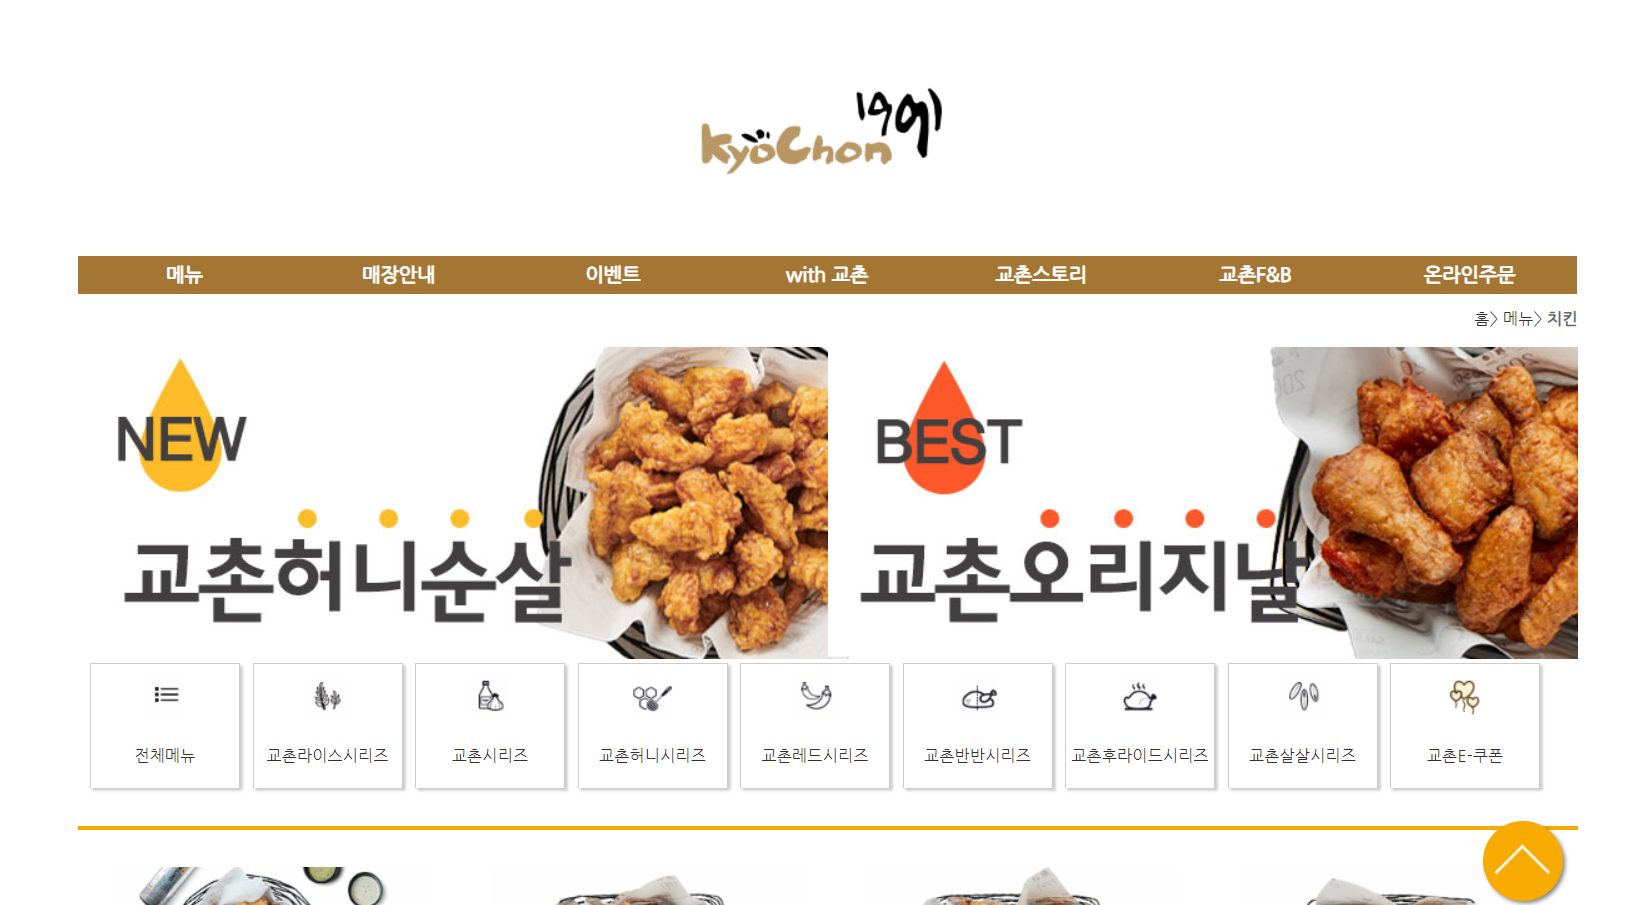 kyochon 1991
메뉴 매장안내 이벤트 with 교촌 교촌스토리 교촌F&B 온라인주문
홈> 메뉴> 치킨
NEW
교촌허니순살
BEST
교촌오리지날
전체메뉴 교촌라이스시리즈 교촌시리즈 교촌허니시리즈 교촌레드시리즈 교촌반반시리즈 교촌후라이드시리즈 교촌살살시리즈 교촌E-쿠폰